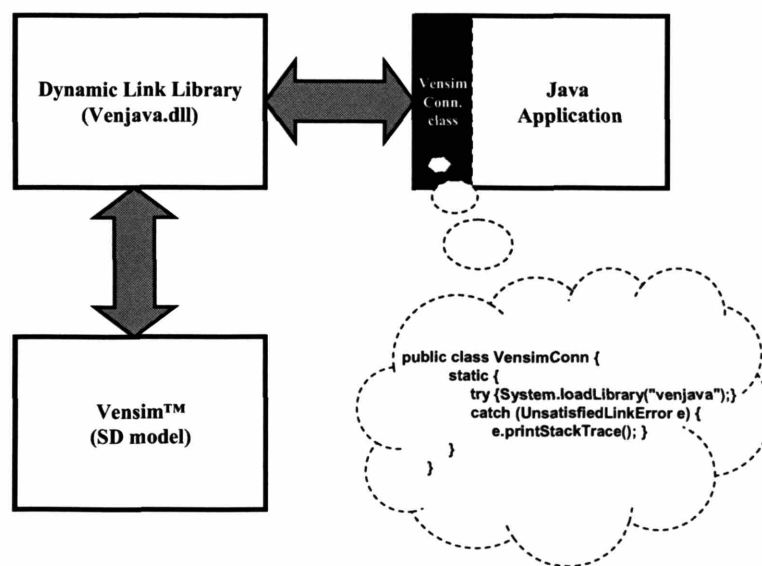 Dynamic Link Library
(Venjava.dll)
Vensim
Conn.
class
Java
Application
Vensim™
(SD model)
public class VensimConn {
static {
try {System.loadLibrary("venjava");}
catch (UnsatisfiedLinkError e) {
e.printStackTrace(); }
}
}